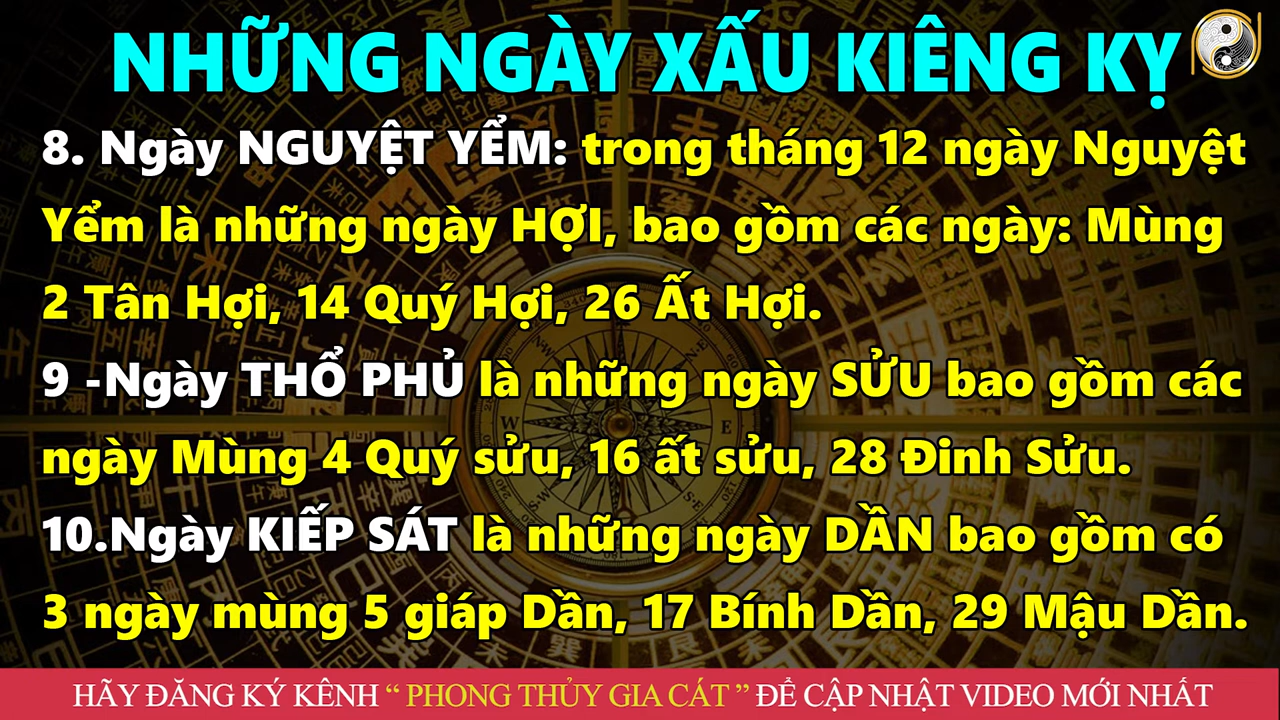 NHỮNG NGÀY XẤU KIÊNG KỴ
8. Ngày NGUYỆT YỂM: trong tháng 12 ngày Nguyệt
Yểm là những ngày HỢI, bao gồm các ngày: Mùng
2 Tân Hợi, 14 Quý Hợi, 26 Ất Hợi.
9 -Ngày THỔ PHỦ là những ngày SỬU bao gồm các
ngày Mùng 4 Quý sửu, 16 ất sửu, 28 Đinh Sửu.
10.Ngày KIẾP SÁT là những ngày DẦN bao gồm có
3 ngày mùng 5 giáp Dần, 17 Bính Dần, 29 Mậu Dần.
HÃY ĐĂNG KÝ KÊNH “ PHONG THỦY GIA CÁT ” ĐỂ CẬP NHẬT VIDEO MỚI NHẤT